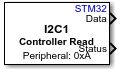 STM32
Data
I2C1
Controller Read
Status
Peripheral: 0xA